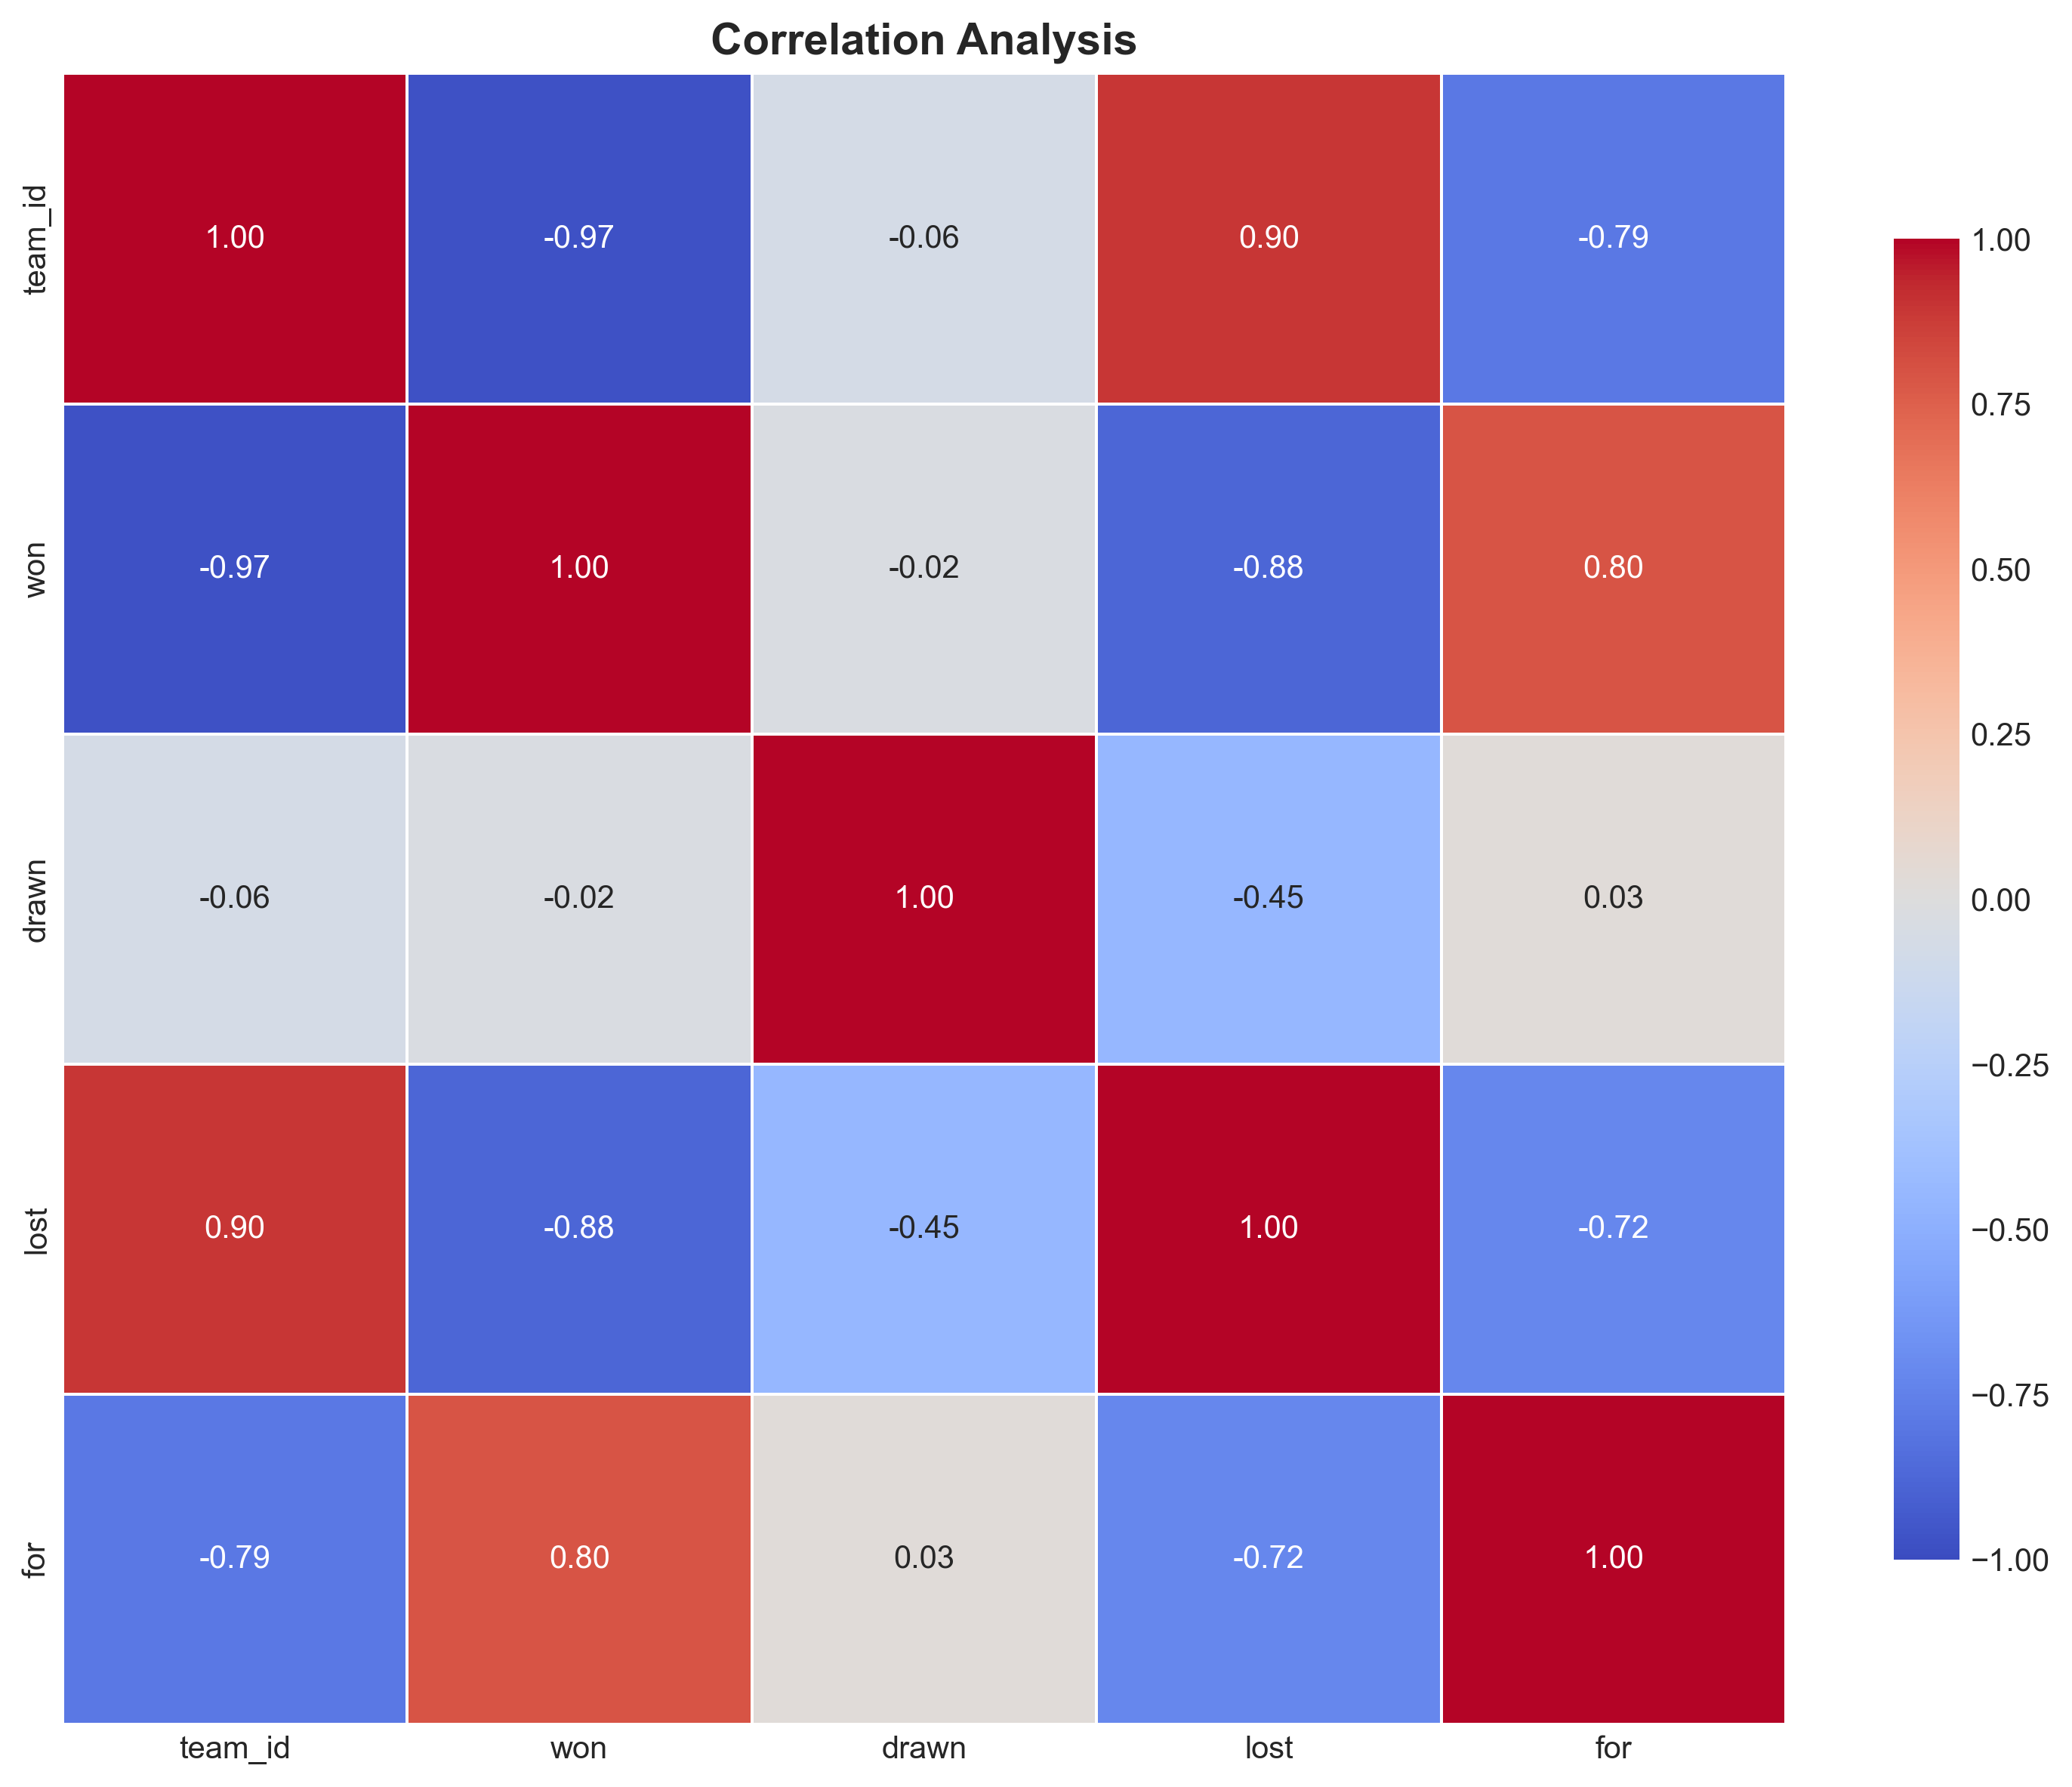 Correlation Analysis
team_id 1.00 -0.97 -0.06 0.90 -0.79
won -0.97 1.00 -0.02 -0.88 0.80
drawn -0.06 -0.02 1.00 -0.45 0.03
lost 0.90 -0.88 -0.45 1.00 -0.72
for -0.79 0.80 0.03 -0.72 1.00
team_id won drawn lost for
1.00
0.75
0.50
0.25
0.00
−0.25
−0.50
−0.75
−1.00